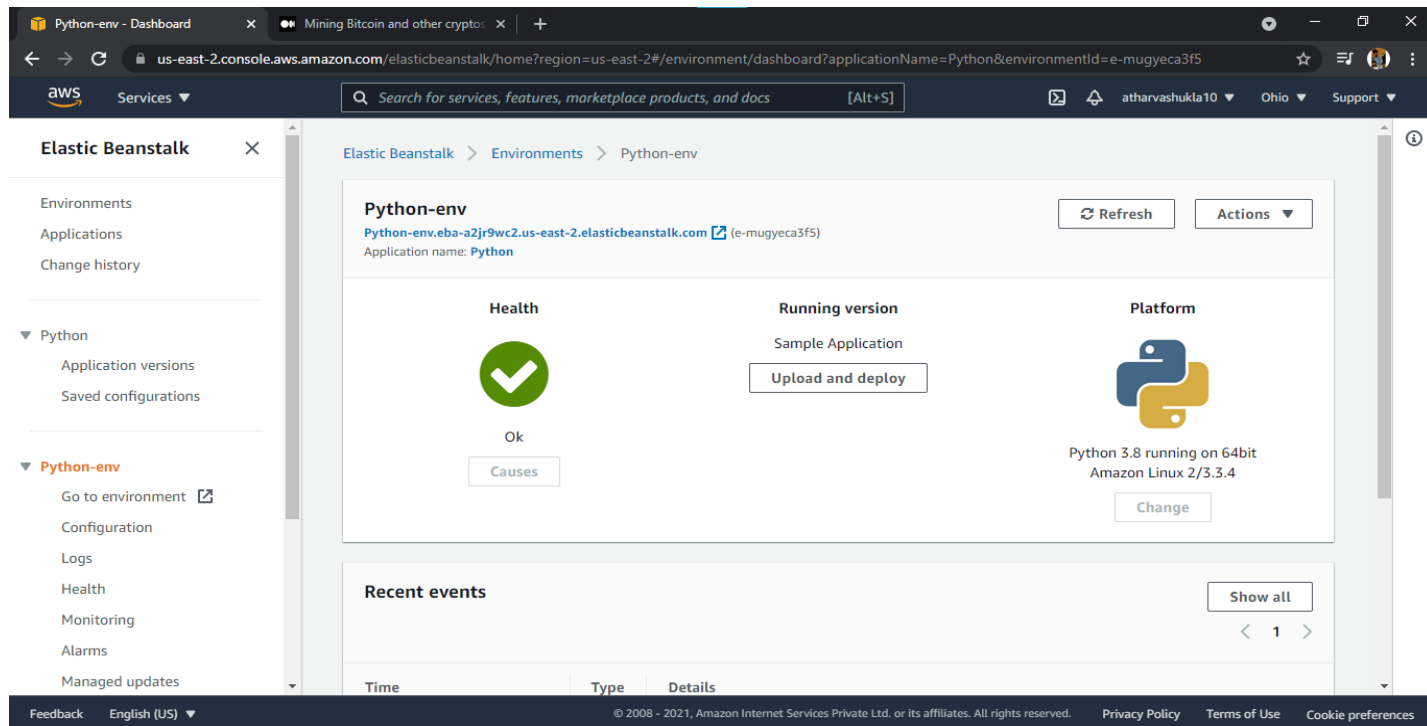 Python-env - Dashboard
Mining Bitcoin and other cryptos
us-east-2.console.aws.amazon.com/elasticbeanstalk/home?region=us-east-2#/environment/dashboard?applicationName=Python&environmentId=e-mugyeca3f5
aws
Services ▼
Search for services, features, marketplace products, and docs [Alt+S]
atharvashukla10 ▼
Ohio ▼
Support ▼
Elastic Beanstalk
Environments
Applications
Change history
Python
Application versions
Saved configurations
Python-env
Go to environment
Configuration
Logs
Health
Monitoring
Alarms
Managed updates
Elastic Beanstalk > Environments > Python-env
Python-env
Python-env.eba-a2jr9wc2.us-east-2.elasticbeanstalk.com (e-mugyeca3f5)
Application name: Python
Refresh
Actions ▼
Health
Ok
Causes
Running version
Sample Application
Upload and deploy
Platform
Python 3.8 running on 64bit
Amazon Linux 2/3.3.4
Change
Recent events
Show all
< 1 >
Time Type Details
Feedback English (US) ▼ © 2008 - 2021, Amazon Internet Services Private Ltd. or its affiliates. All rights reserved. Privacy Policy Terms of Use Cookie preferences